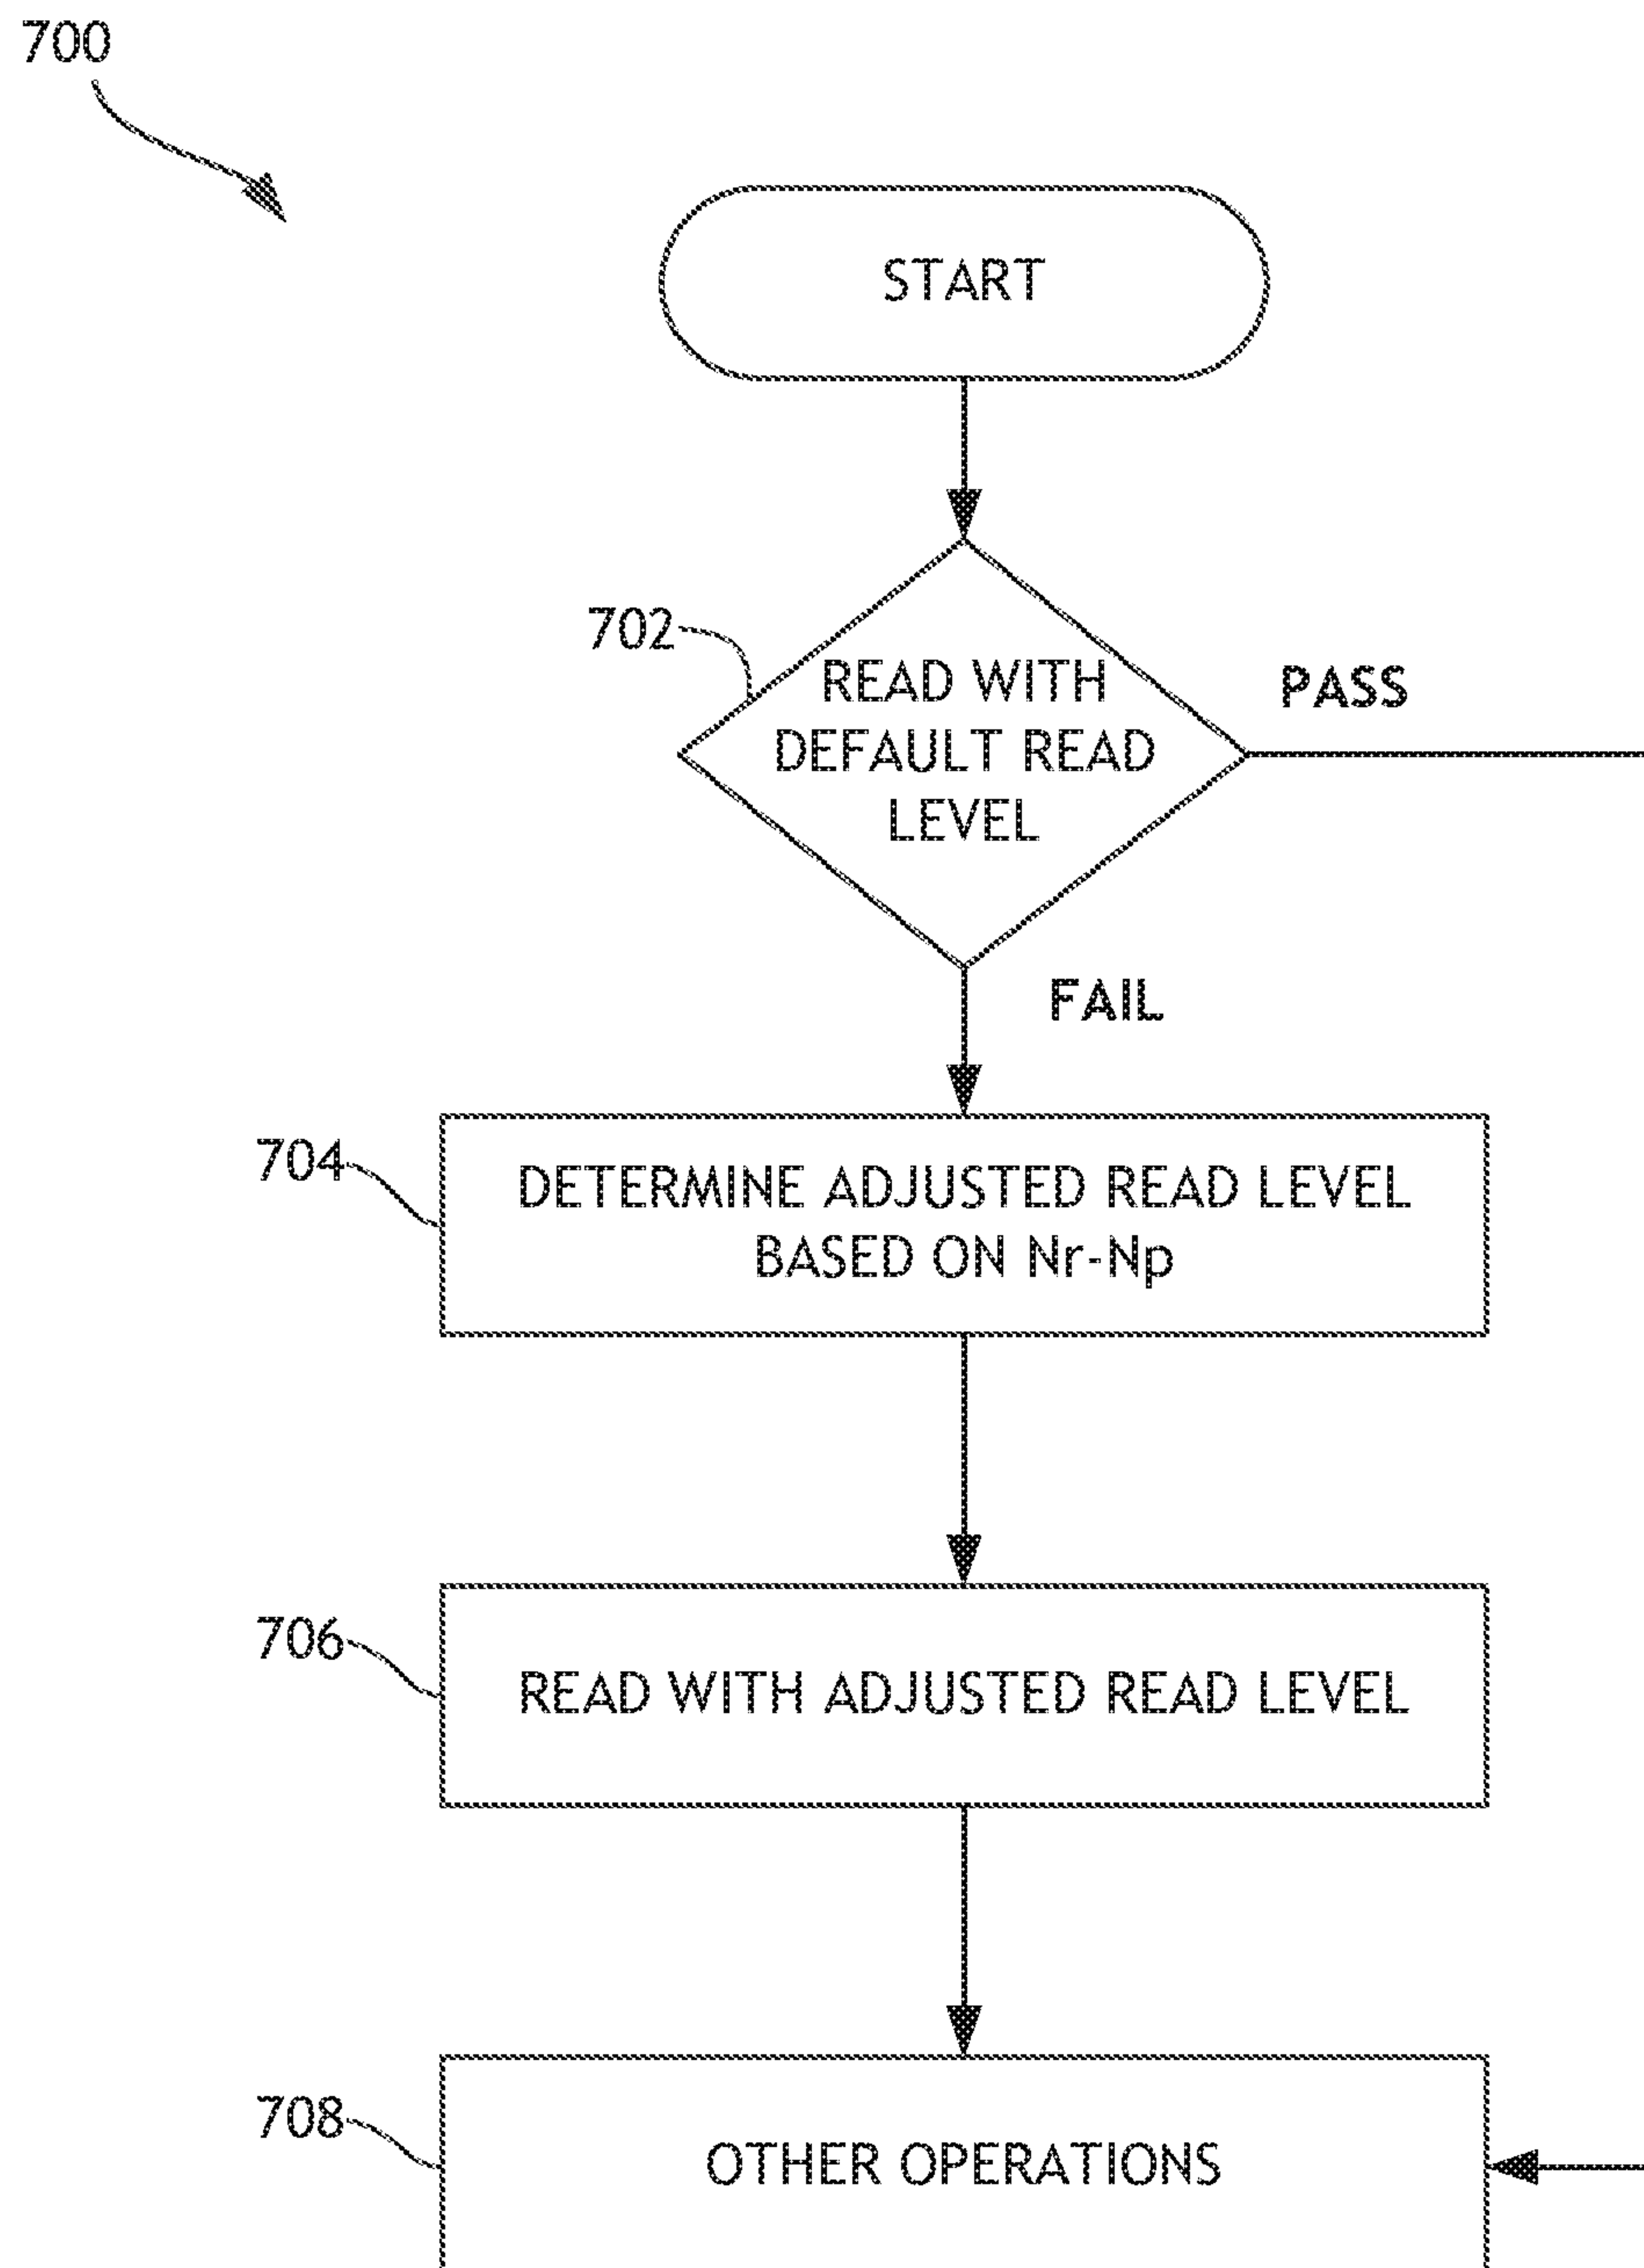 700
START
702
READ WITH
DEFAULT READ
LEVEL
PASS
FAIL
704
DETERMINE ADJUSTED READ LEVEL
BASED ON Nr-Np
706
READ WITH ADJUSTED READ LEVEL
708
OTHER OPERATIONS